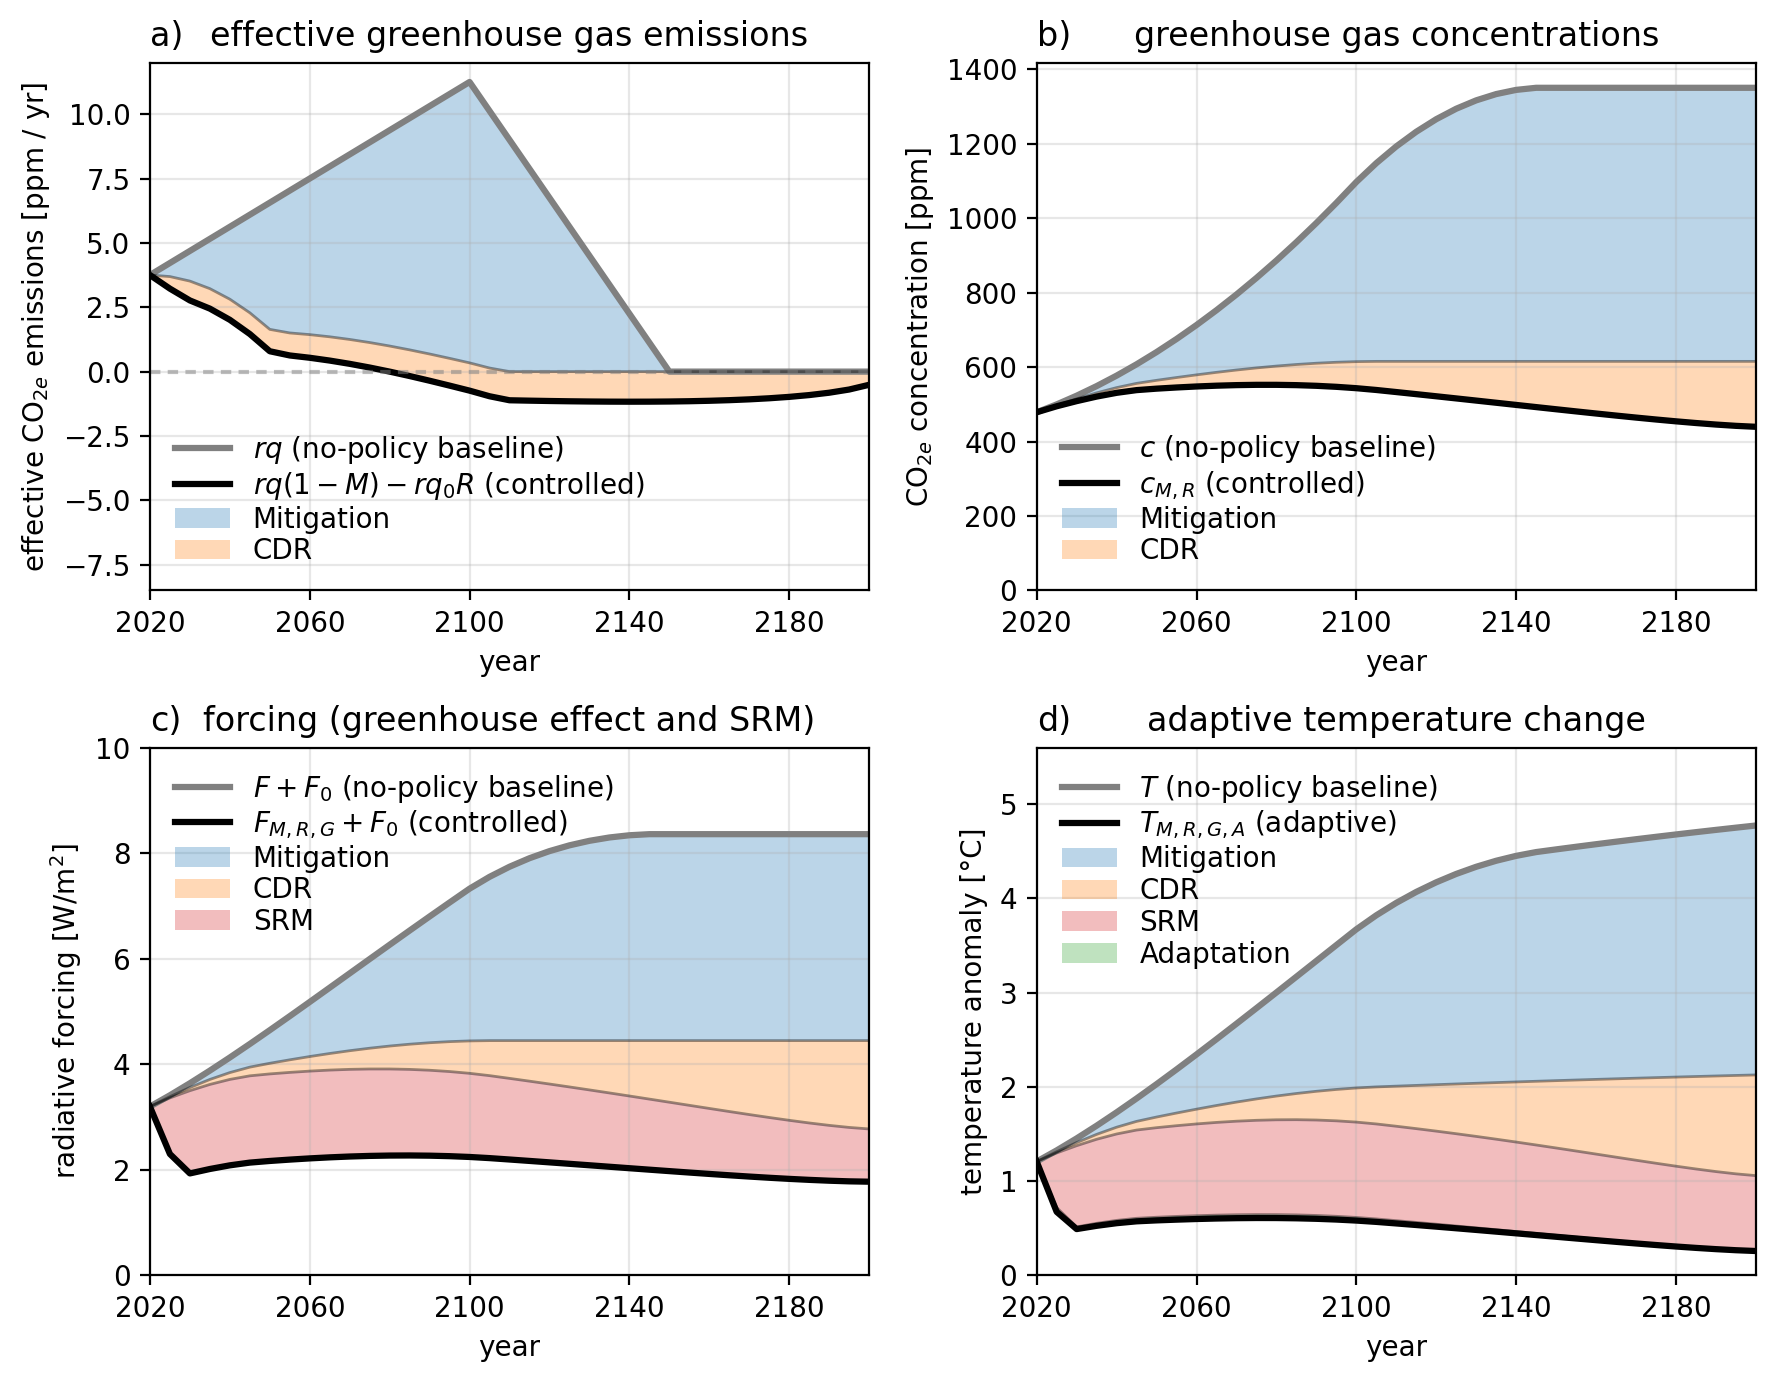 a) effective greenhouse gas emissions
effective CO₂ₑ emissions [ppm / yr]
10.0
7.5
5.0
2.5
0.0
−2.5
−5.0
−7.5
rq (no-policy baseline)
rq(1 − M) − rq₀R (controlled)
Mitigation
CDR
2020 2060 2100 2140 2180
year
b) greenhouse gas concentrations
CO₂ₑ concentration [ppm]
1400
1200
1000
800
600
400
200
0
c (no-policy baseline)
c_{M, R} (controlled)
Mitigation
CDR
2020 2060 2100 2140 2180
year
c) forcing (greenhouse effect and SRM)
radiative forcing [W/m²]
10
8
6
4
2
0
F + F₀ (no-policy baseline)
F_{M, R, G} + F₀ (controlled)
Mitigation
CDR
SRM
2020 2060 2100 2140 2180
year
d) adaptive temperature change
temperature anomaly [°C]
5
4
3
2
1
0
T (no-policy baseline)
T_{M, R, G, A} (adaptive)
Mitigation
CDR
SRM
Adaptation
2020 2060 2100 2140 2180
year